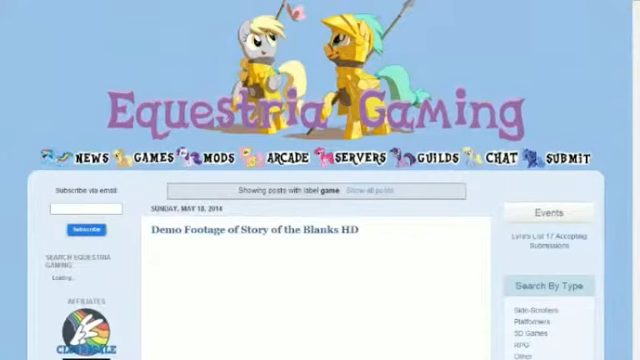 Equestria Gaming
NEWS GAMES MODS ARCADE SERVERS GUILDS CHAT SUBMIT
Subscribe via email:
Subscribe
SEARCH EQUESTRIA
GAMING
Loading...
AFFILIATES
CLOUDSDALE
Showing posts with label game Show all posts
SUNDAY, MAY 18, 2014
Demo Footage of Story of the Blanks HD
Events
Lyra's List 17 Accepting
Submissions
Search By Type
Side-Scrollers
Platformers
3D Games
RPG
Other